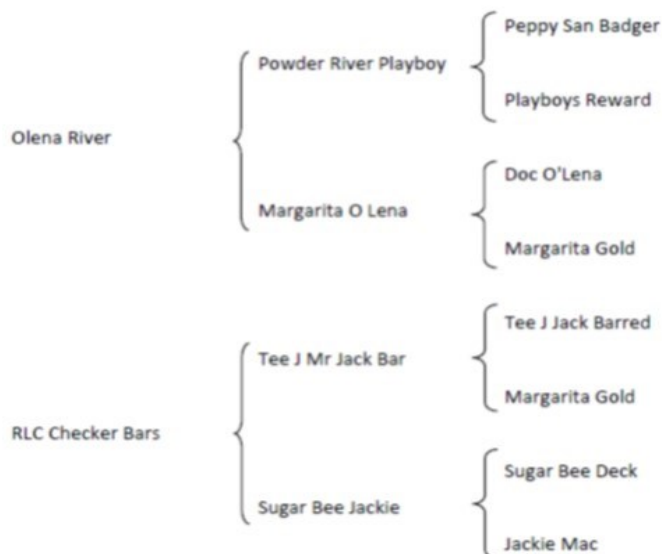 Peppy San Badger
Powder River Playboy
Playboys Reward
Olena River
Doc O'Lena
Margarita O Lena
Margarita Gold
Tee J Jack Barred
Tee J Mr Jack Bar
Margarita Gold
RLC Checker Bars
Sugar Bee Deck
Sugar Bee Jackie
Jackie Mac